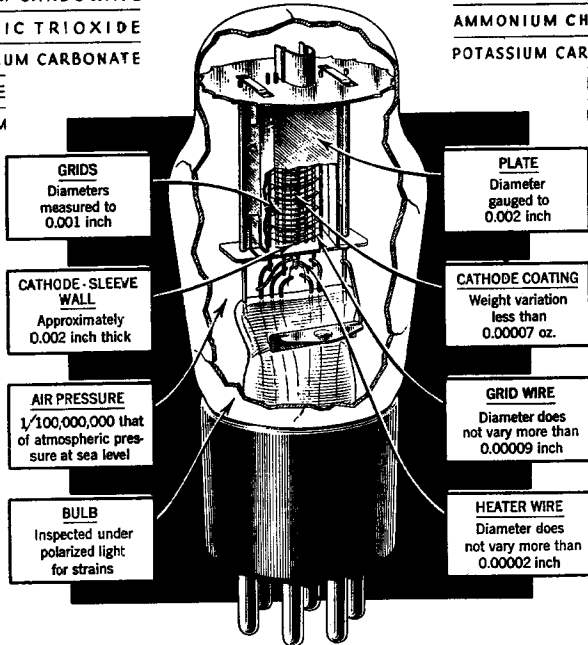 IC TRIOXIDE
UM CARBONATE
E
M
AMMONIUM CH
POTASSIUM CAR
GRIDS
Diameters
measured to
0.001 inch
CATHODE-SLEEVE
WALL
Approximately
0.002 inch thick
AIR PRESSURE
1/100,000,000 that
of atmospheric pres-
sure at sea level
BULB
Inspected under
polarized light
for strains
PLATE
Diameter
gauged to
0.002 inch
CATHODE COATING
Weight variation
less than
0.00007 oz.
GRID WIRE
Diameter does
not vary more than
0.00009 inch
HEATER WIRE
Diameter does
not vary more than
0.00002 inch